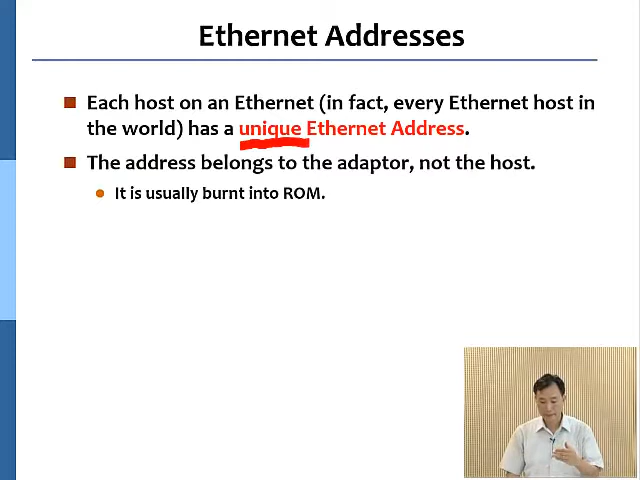 Ethernet Addresses
Each host on an Ethernet (in fact, every Ethernet host in
the world) has a unique Ethernet Address.
The address belongs to the adaptor, not the host.
It is usually burnt into ROM.